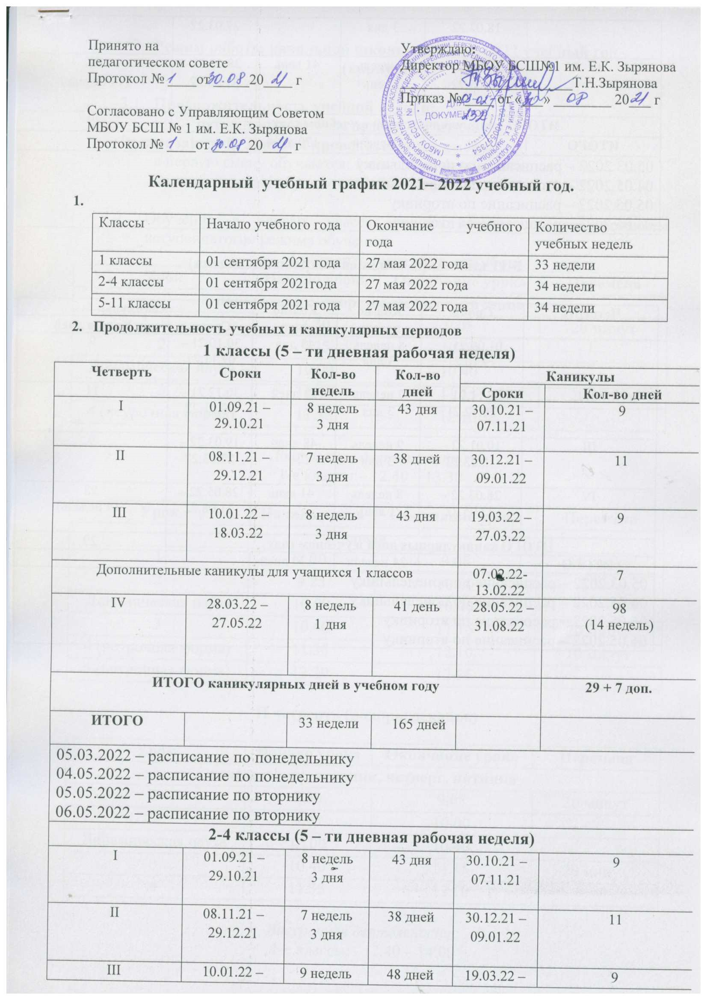 Принято на
педагогическом совете
Протокол № 1 от 30.08 20 21 г
Утверждаю:
Директор МБОУ БСШ№1 им. Е.К. Зырянова
Т.Н.Зырянова
Приказ № 03-02-232 от « 30 » 08 20 21 г
ДЛЯ
ДОКУМЕНТОВ
Согласовано с Управляющим Советом
МБОУ БСШ № 1 им. Е.К. Зырянова
Протокол № 1 от 30.08 20 21 г
Календарный учебный график 2021– 2022 учебный год.
1.
Классы Начало учебного года Окончание учебного года Количество учебных недель
1 классы 01 сентября 2021 года 27 мая 2022 года 33 недели
2-4 классы 01 сентября 2021года 27 мая 2022 года 34 недели
5-11 классы 01 сентября 2021 года 27 мая 2022 года 34 недели
2. Продолжительность учебных и каникулярных периодов
1 классы (5 – ти дневная рабочая неделя)
Четверть Сроки Кол-во недель Кол-во дней Каникулы
Сроки Кол-во дней
I 01.09.21 – 8 недель 43 дня 30.10.21 – 9
29.10.21 3 дня 07.11.21
II 08.11.21 – 7 недель 38 дней 30.12.21 – 11
29.12.21 3 дня 09.01.22
III 10.01.22 – 8 недель 43 дня 19.03.22 – 9
18.03.22 3 дня 27.03.22
Дополнительные каникулы для учащихся 1 классов 07.02.22- 7
13.02.22
IV 28.03.22 – 8 недель 41 день 28.05.22 – 98
27.05.22 1 дня 31.08.22 (14 недель)
ИТОГО каникулярных дней в учебном году 29 + 7 доп.
ИТОГО 33 недели 165 дней
05.03.2022 – расписание по понедельнику
04.05.2022 – расписание по понедельнику
05.05.2022 – расписание по вторнику
06.05.2022 – расписание по вторнику
2-4 классы (5 – ти дневная рабочая неделя)
I 01.09.21 – 8 недель 43 дня 30.10.21 – 9
29.10.21 3 дня 07.11.21
II 08.11.21 – 7 недель 38 дней 30.12.21 – 11
29.12.21 3 дня 09.01.22
III 10.01.22 – 9 недель 48 дней 19.03.22 – 9